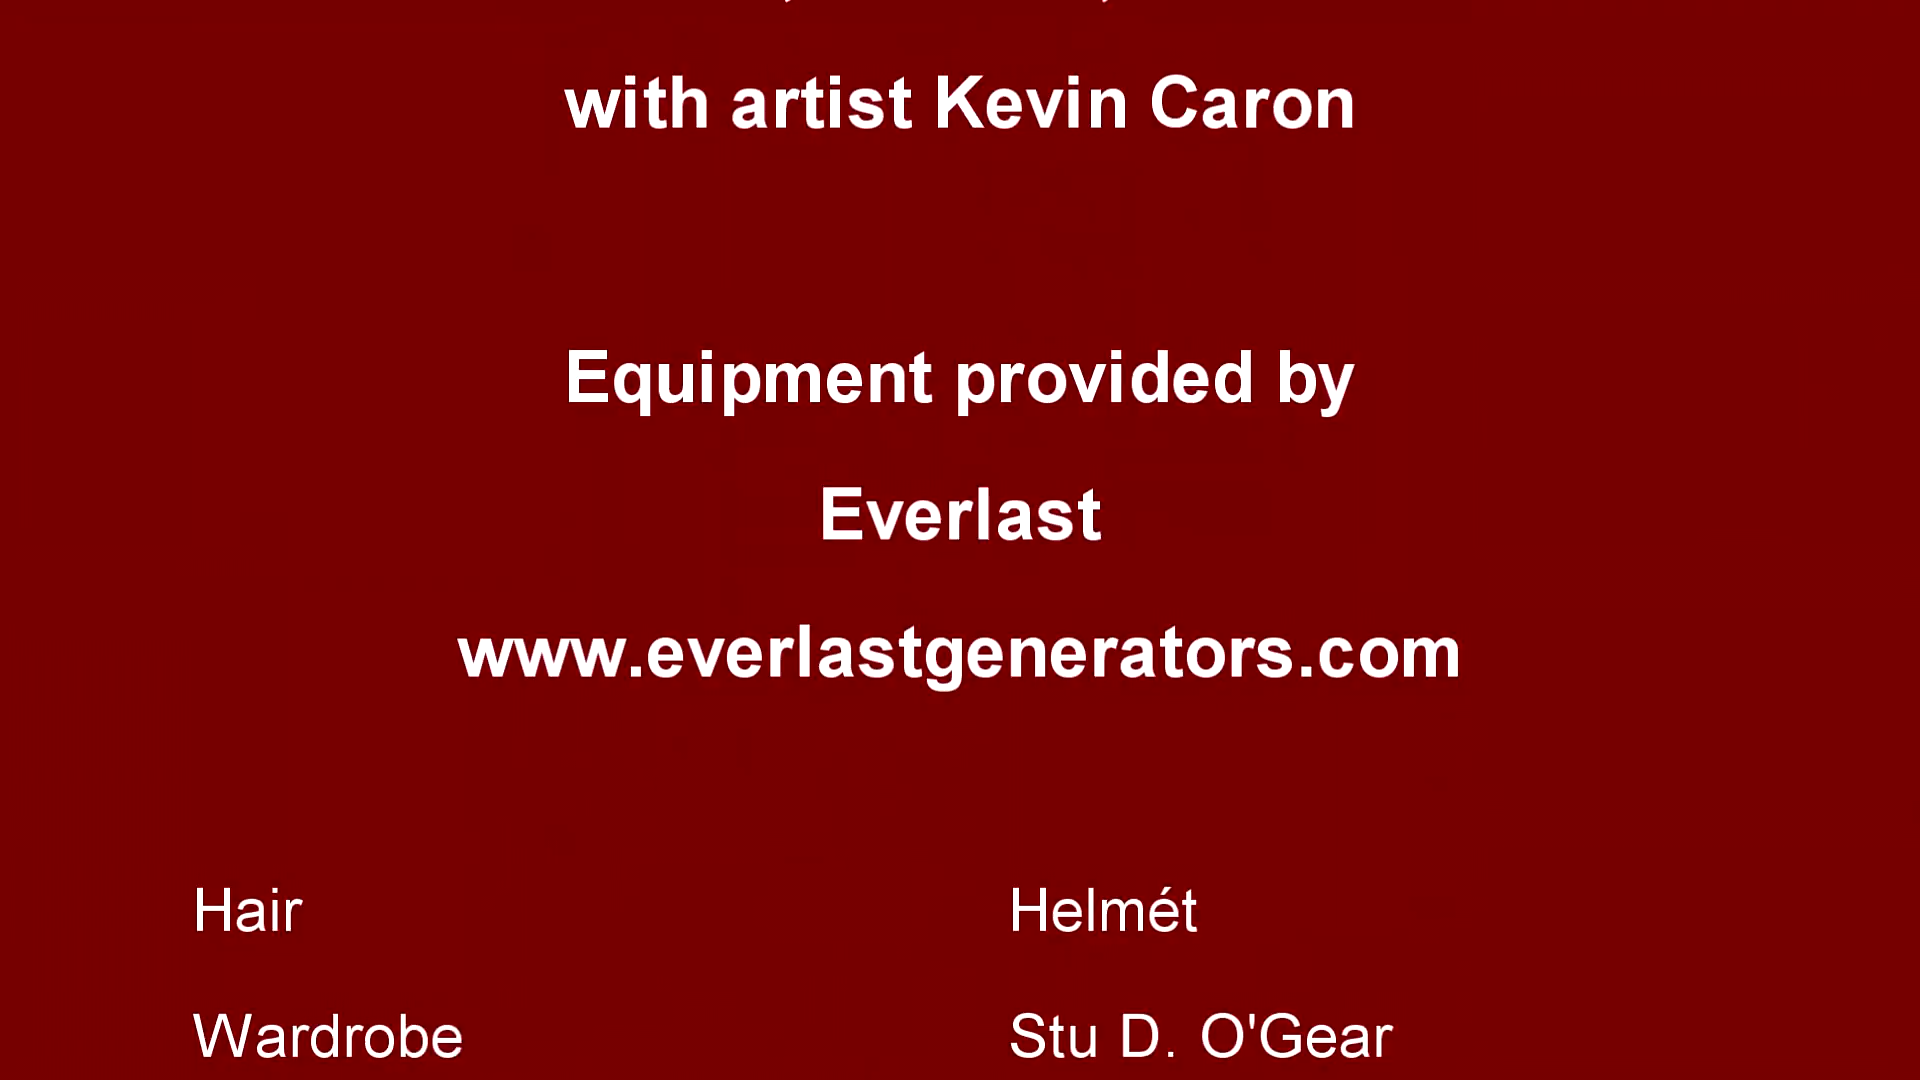 with artist Kevin Caron
Equipment provided by
Everlast
www.everlastgenerators.com
Hair Helmét
Wardrobe Stu D. O'Gear